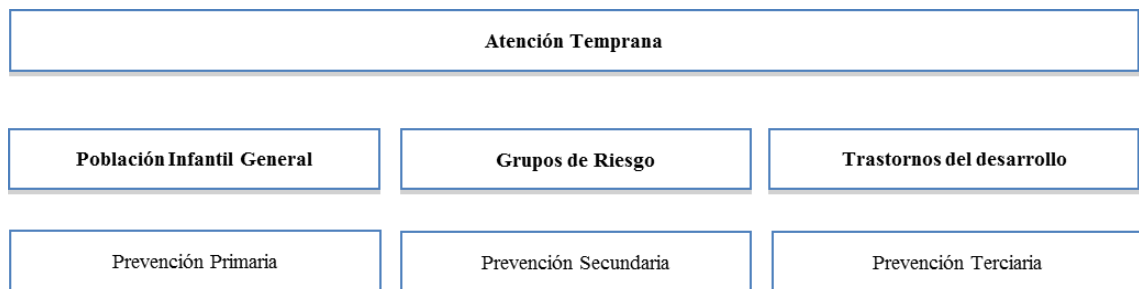 Atención Temprana
Población Infantil General
Grupos de Riesgo
Trastornos del desarrollo
Prevención Primaria
Prevención Secundaria
Prevención Terciaria